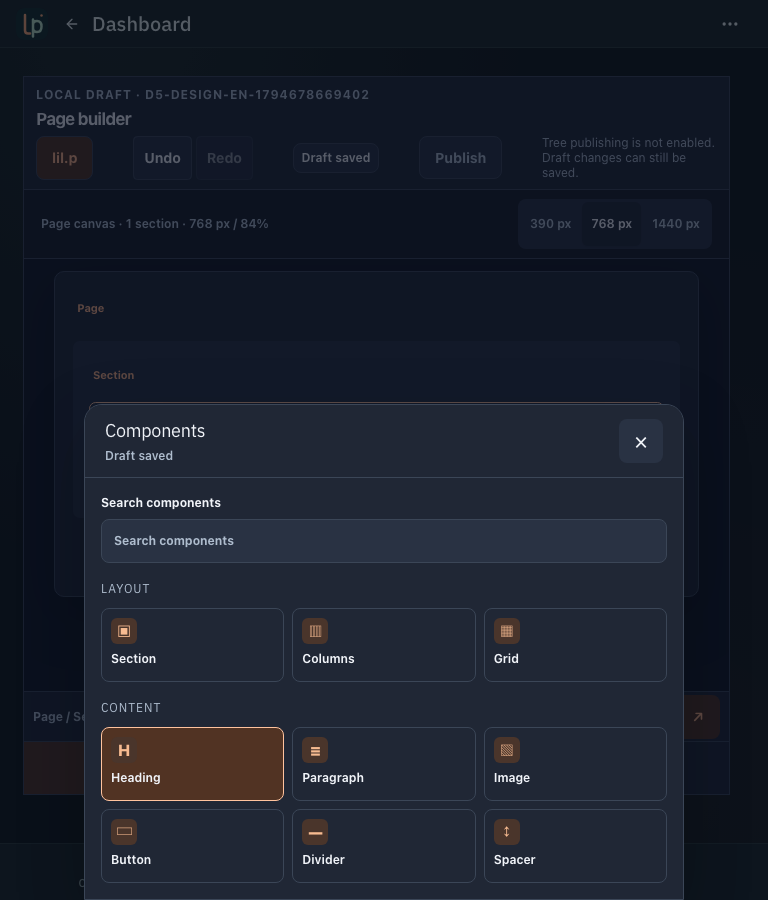 lp
Dashboard
LOCAL DRAFT · D5-DESIGN-EN-1794678669402
Page builder
lil.p
Undo
Redo
Draft saved
Publish
Tree publishing is not enabled.
Draft changes can still be
saved.
Page canvas · 1 section · 768 px / 84%
390 px
768 px
1440 px
Page
Section
Components
Draft saved
Search components
Search components
LAYOUT
Section
Columns
Grid
CONTENT
Page /
H
Heading
Paragraph
Image
Button
Divider
Spacer